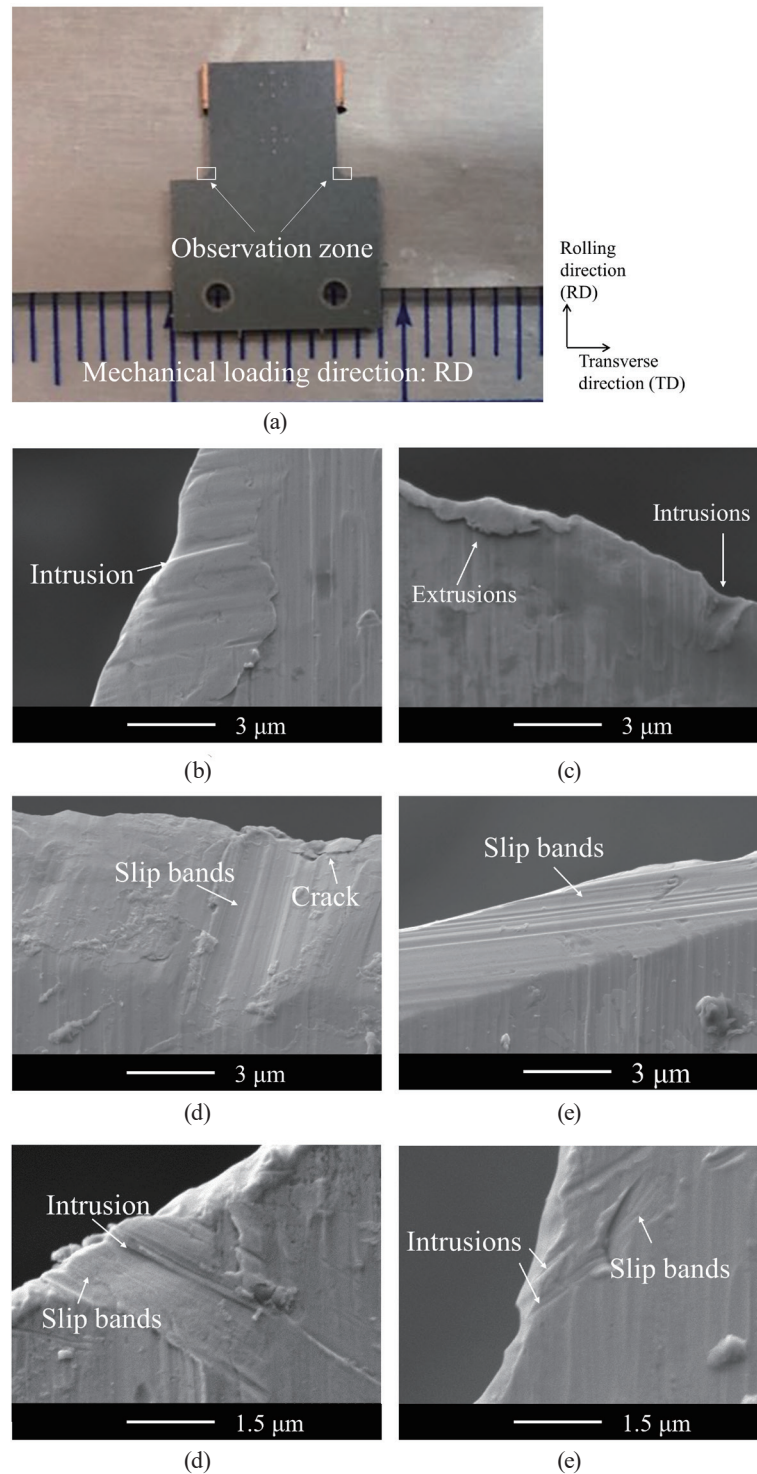 Observation zone
Mechanical loading direction: RD
Rolling
direction
(RD)
Transverse
direction (TD)
(a)
Intrusion
3 μm
(b)
Extrusions
Intrusions
3 μm
(c)
Slip bands
Crack
3 μm
(d)
Slip bands
3 μm
(e)
Intrusion
Slip bands
1.5 μm
(d)
Intrusions
Slip bands
1.5 μm
(e)